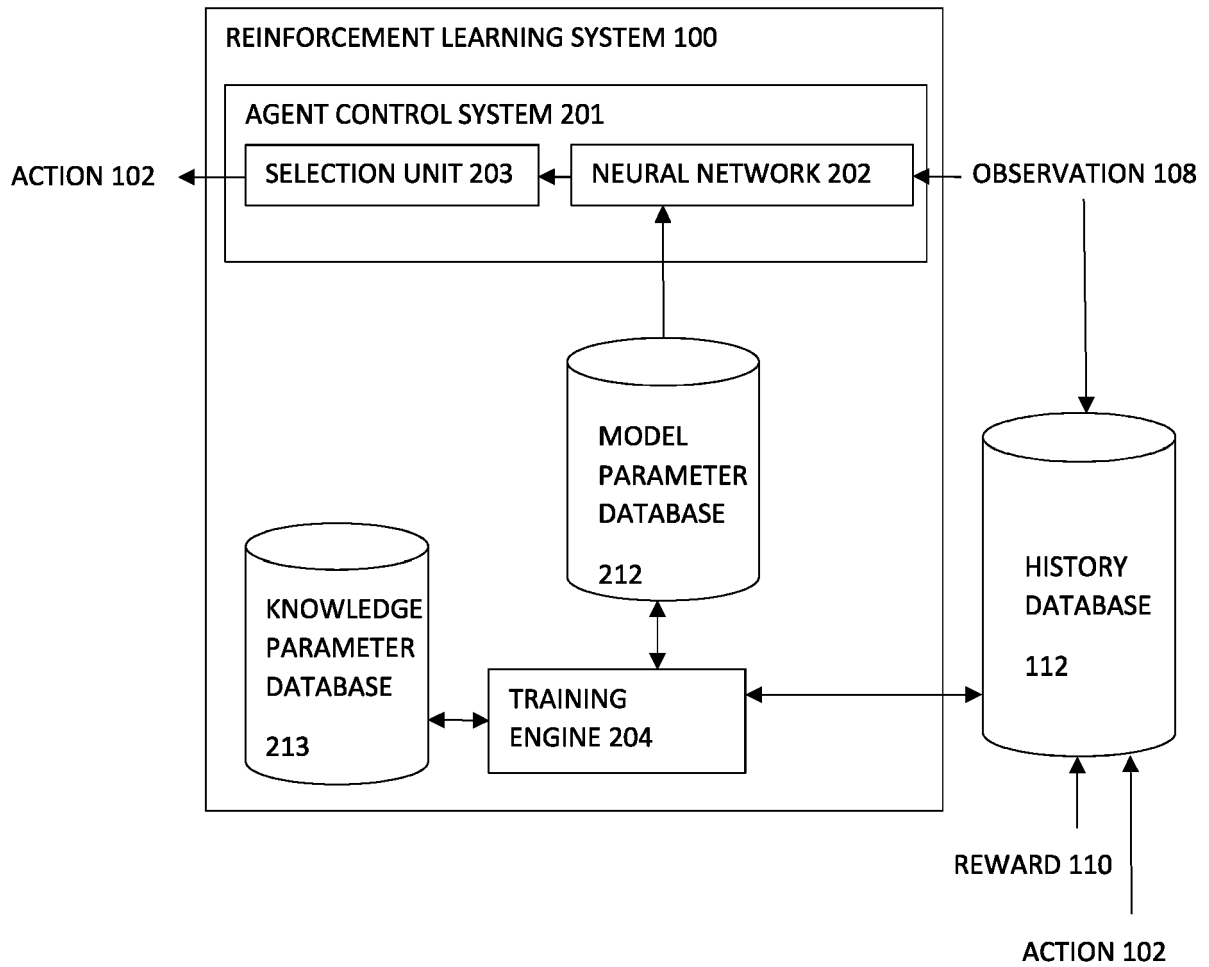 REINFORCEMENT LEARNING SYSTEM 100
AGENT CONTROL SYSTEM 201
ACTION 102
SELECTION UNIT 203
NEURAL NETWORK 202
OBSERVATION 108
MODEL
PARAMETER
DATABASE
212
KNOWLEDGE
PARAMETER
DATABASE
213
TRAINING
ENGINE 204
HISTORY
DATABASE
112
REWARD 110
ACTION 102